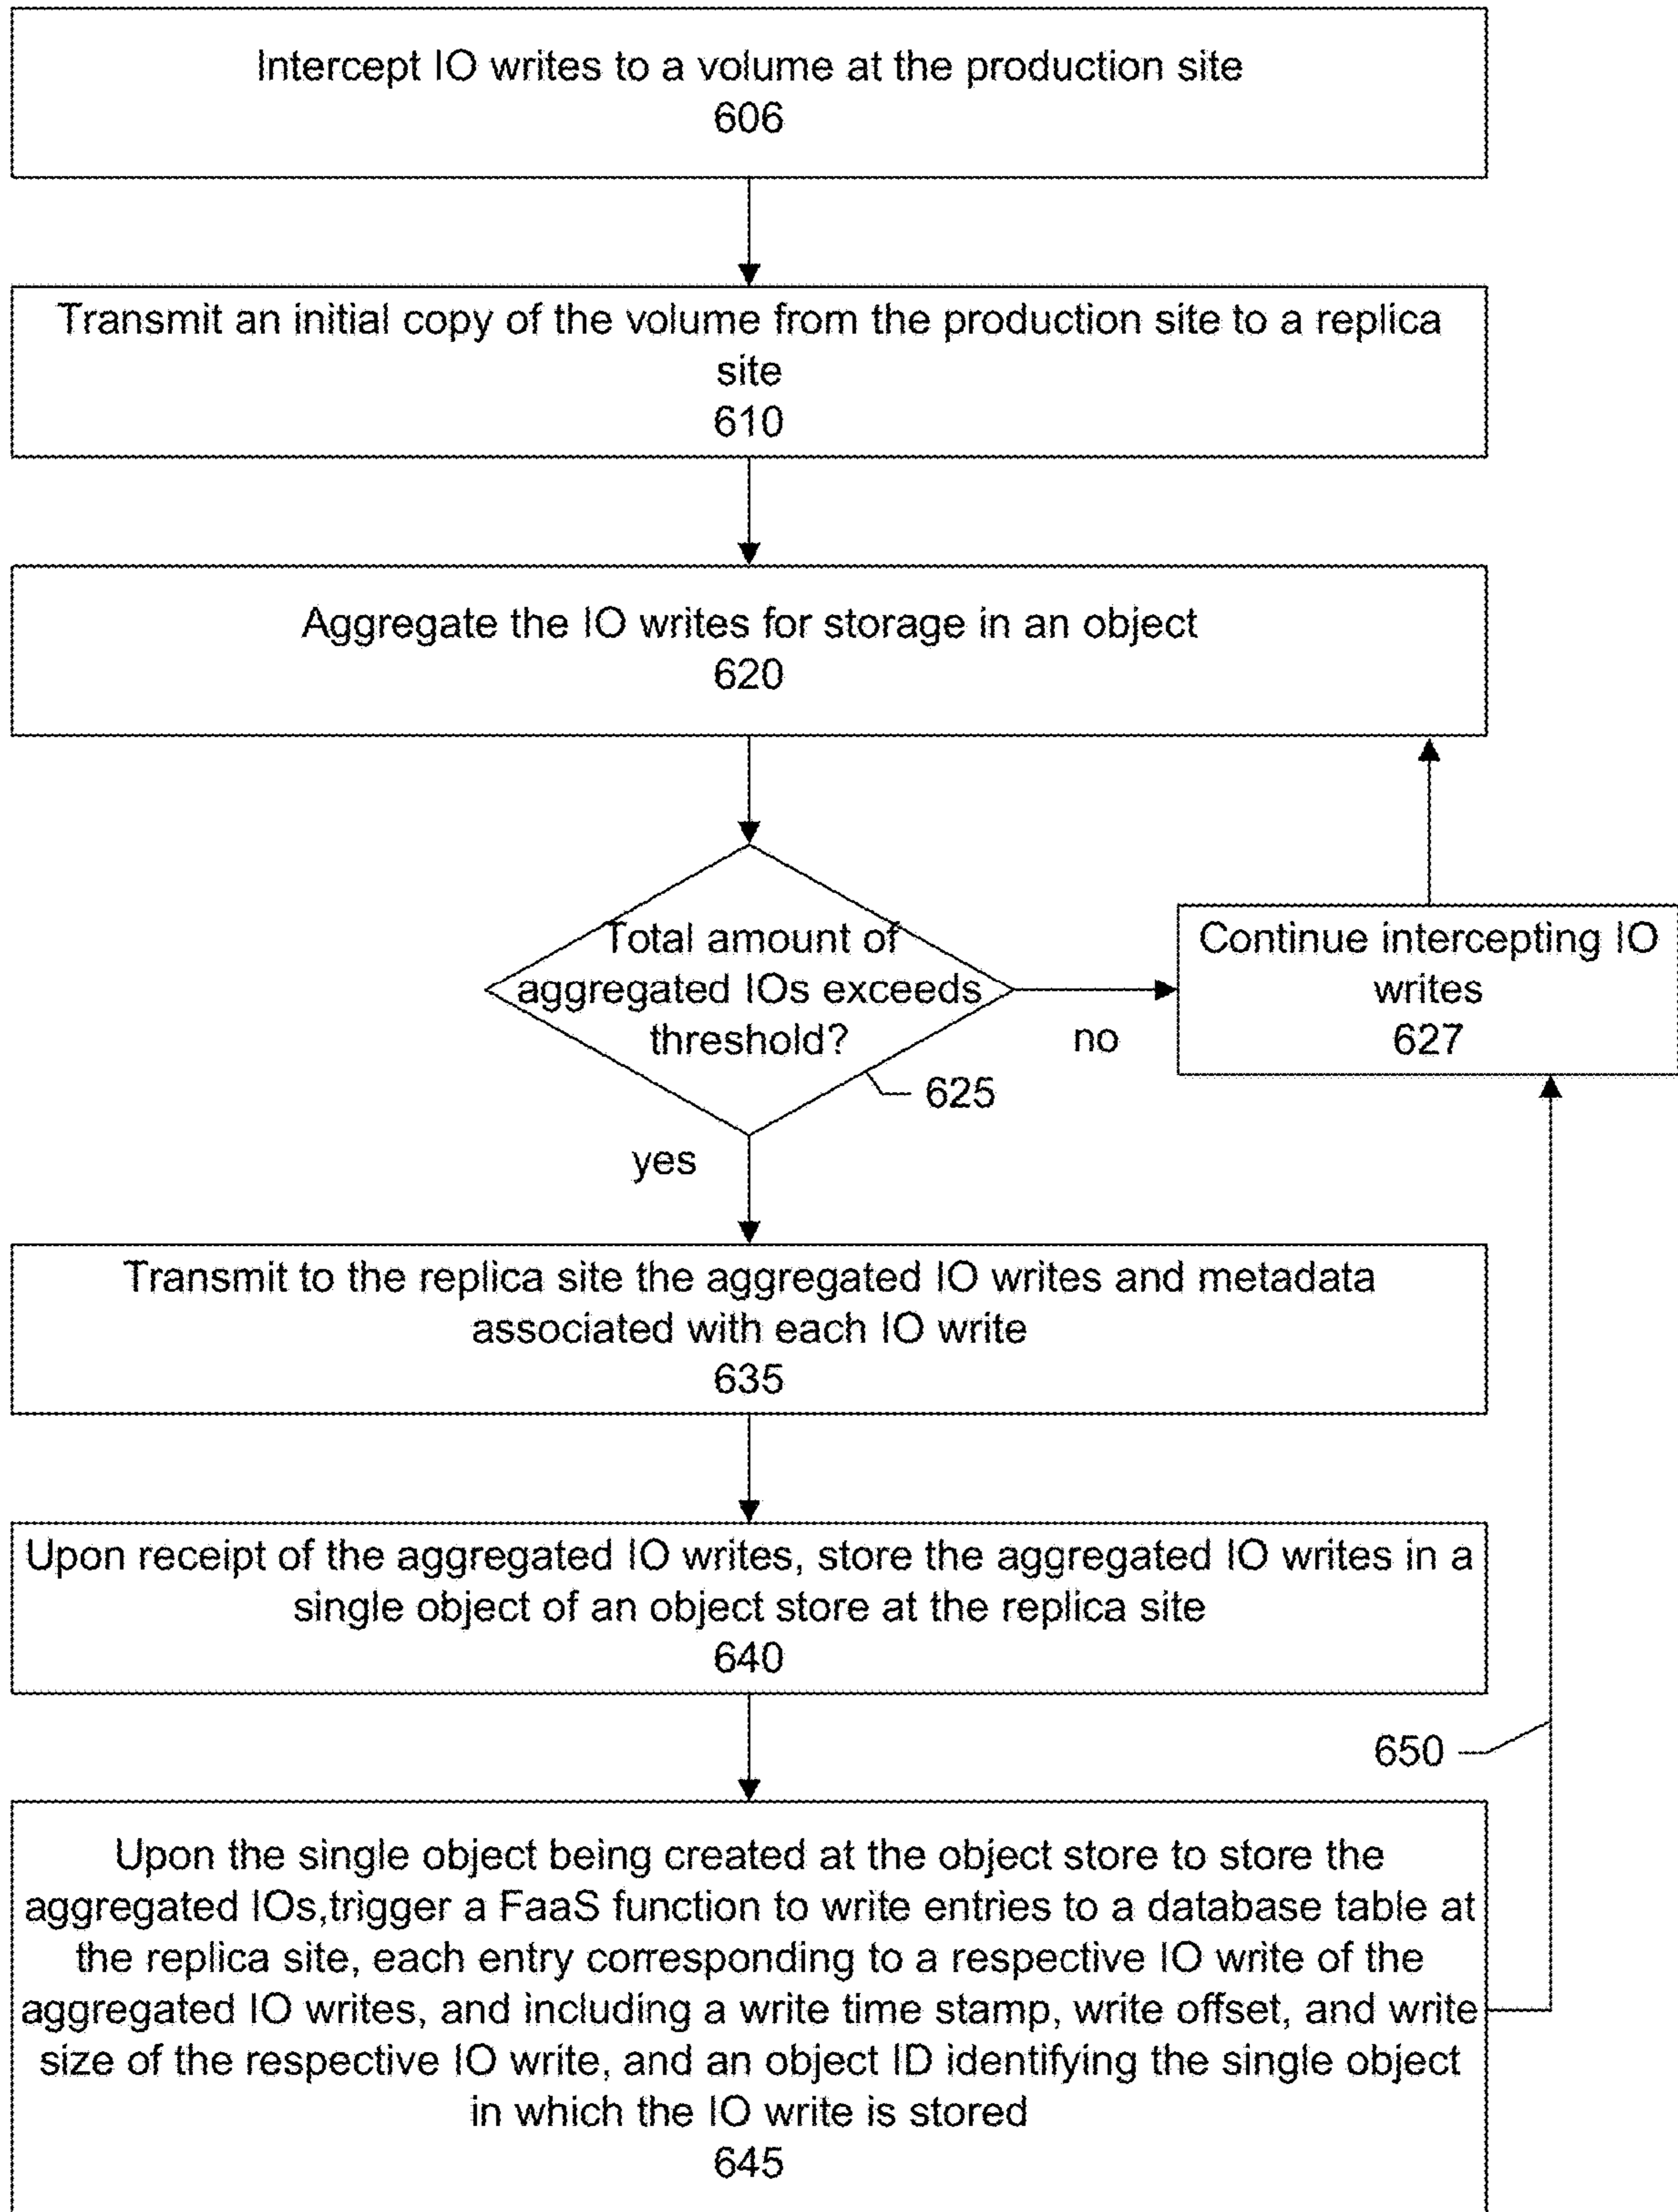 Intercept IO writes to a volume at the production site
606
Transmit an initial copy of the volume from the production site to a replica
site
610
Aggregate the IO writes for storage in an object
620
Total amount of
aggregated IOs exceeds
threshold?
no
625
yes
Continue intercepting IO
writes
627
Transmit to the replica site the aggregated IO writes and metadata
associated with each IO write
635
Upon receipt of the aggregated IO writes, store the aggregated IO writes in a
single object of an object store at the replica site
640
650
Upon the single object being created at the object store to store the
aggregated IOs,trigger a FaaS function to write entries to a database table at
the replica site, each entry corresponding to a respective IO write of the
aggregated IO writes, and including a write time stamp, write offset, and write
size of the respective IO write, and an object ID identifying the single object
in which the IO write is stored
645